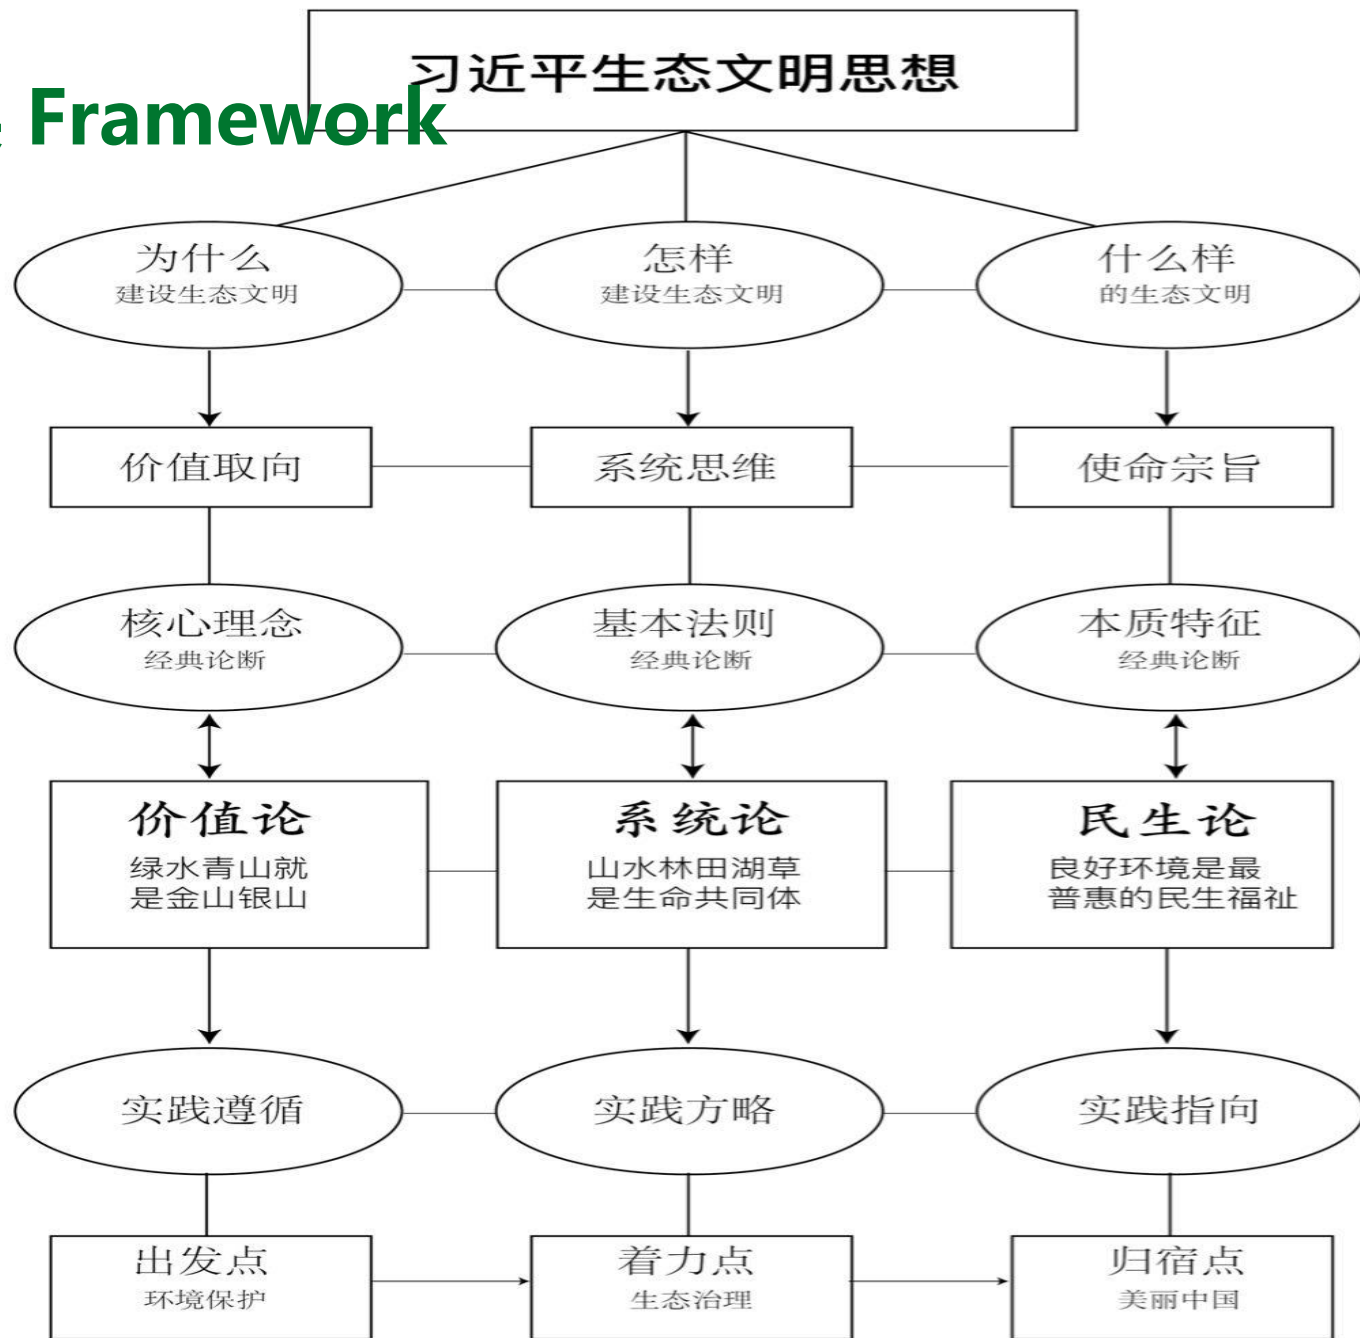 习近平生态文明思想
Framework
为什么
建设生态文明
怎样
建设生态文明
什么样
的生态文明
价值取向
系统思维
使命宗旨
核心理念
经典论断
基本法则
经典论断
本质特征
经典论断
价值论
绿水青山就
是金山银山
系统论
山水林田湖草
是生命共同体
民生论
良好环境是最
普惠的民生福祉
实践遵循
实践方略
实践指向
出发点
环境保护
着力点
生态治理
归宿点
美丽中国